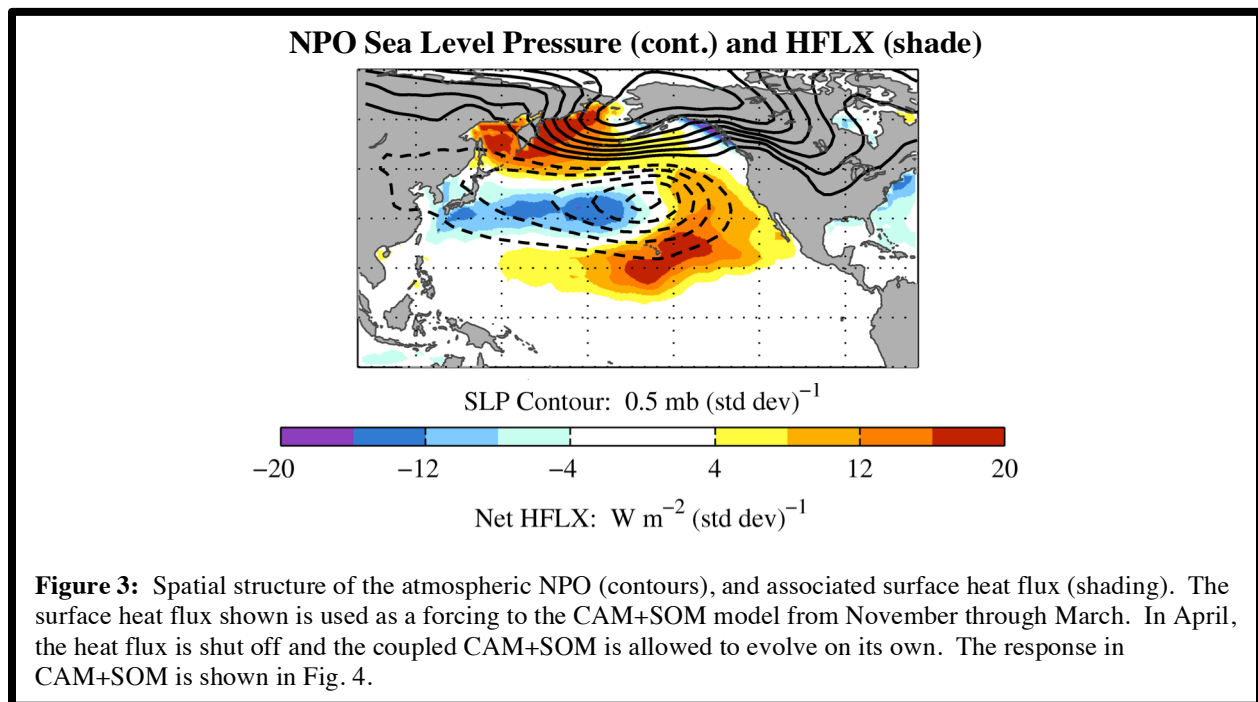 NPO Sea Level Pressure (cont.) and HFLX (shade)
SLP Contour: 0.5 mb (std dev)⁻¹
−20 −12 −4 4 12 20
Net HFLX: W m⁻² (std dev)⁻¹
Figure 3: Spatial structure of the atmospheric NPO (contours), and associated surface heat flux (shading). The
surface heat flux shown is used as a forcing to the CAM+SOM model from November through March. In April,
the heat flux is shut off and the coupled CAM+SOM is allowed to evolve on its own. The response in
CAM+SOM is shown in Fig. 4.